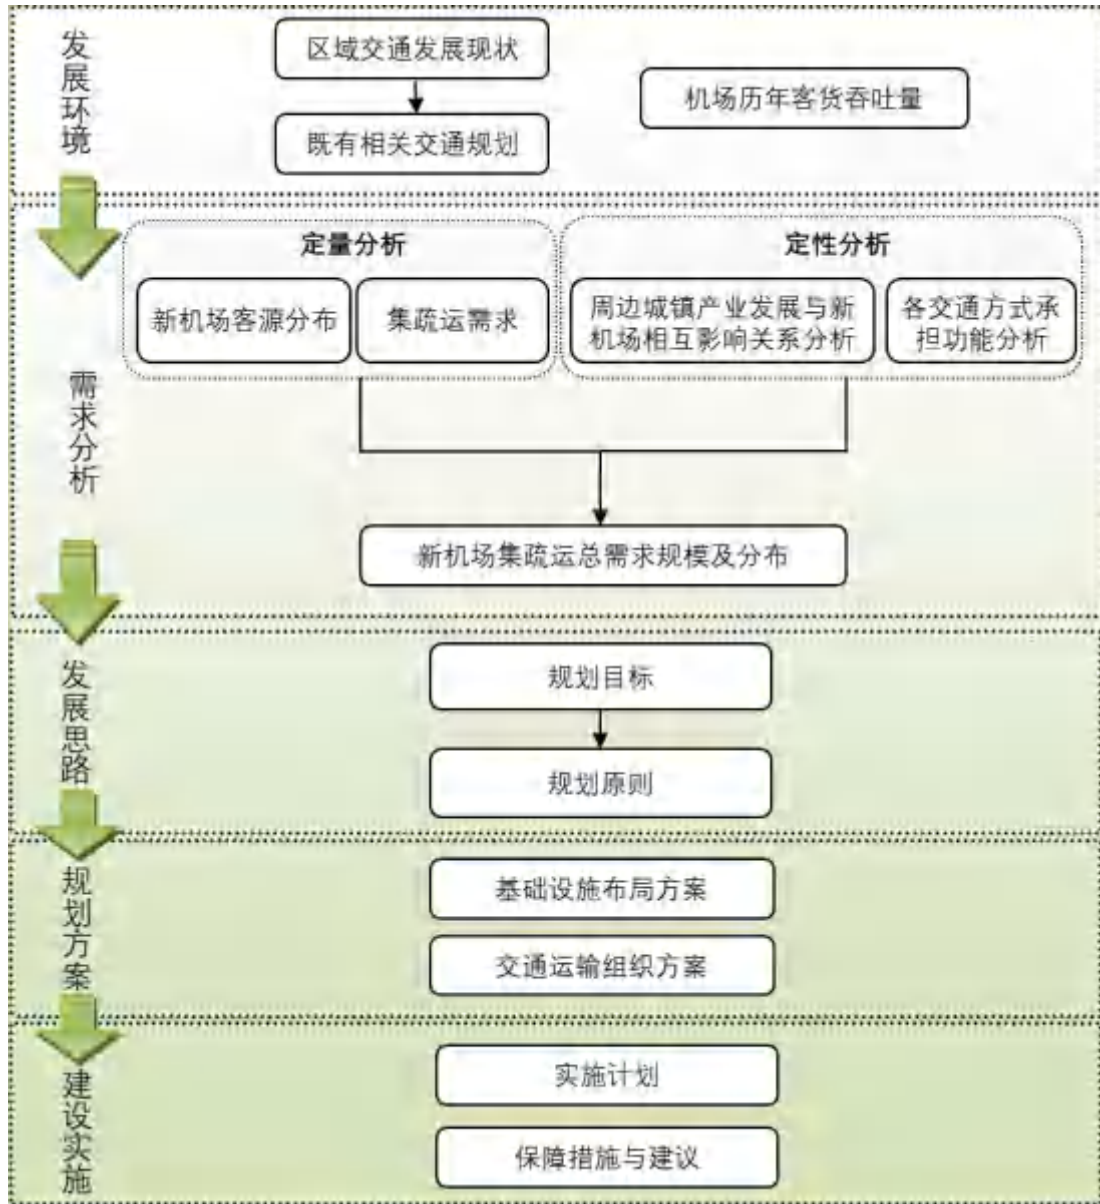 发展环境
区域交通发展现状
机场历年客货吞吐量
既有相关交通规划
需求分析
定量分析
定性分析
新机场客源分布
集疏运需求
周边城镇产业发展与新
机场相互影响关系分析
各交通方式承
担功能分析
新机场集疏运总需求规模及分布
发展思路
规划目标
规划原则
规划方案
基础设施布局方案
交通运输组织方案
建设实施
实施计划
保障措施与建议